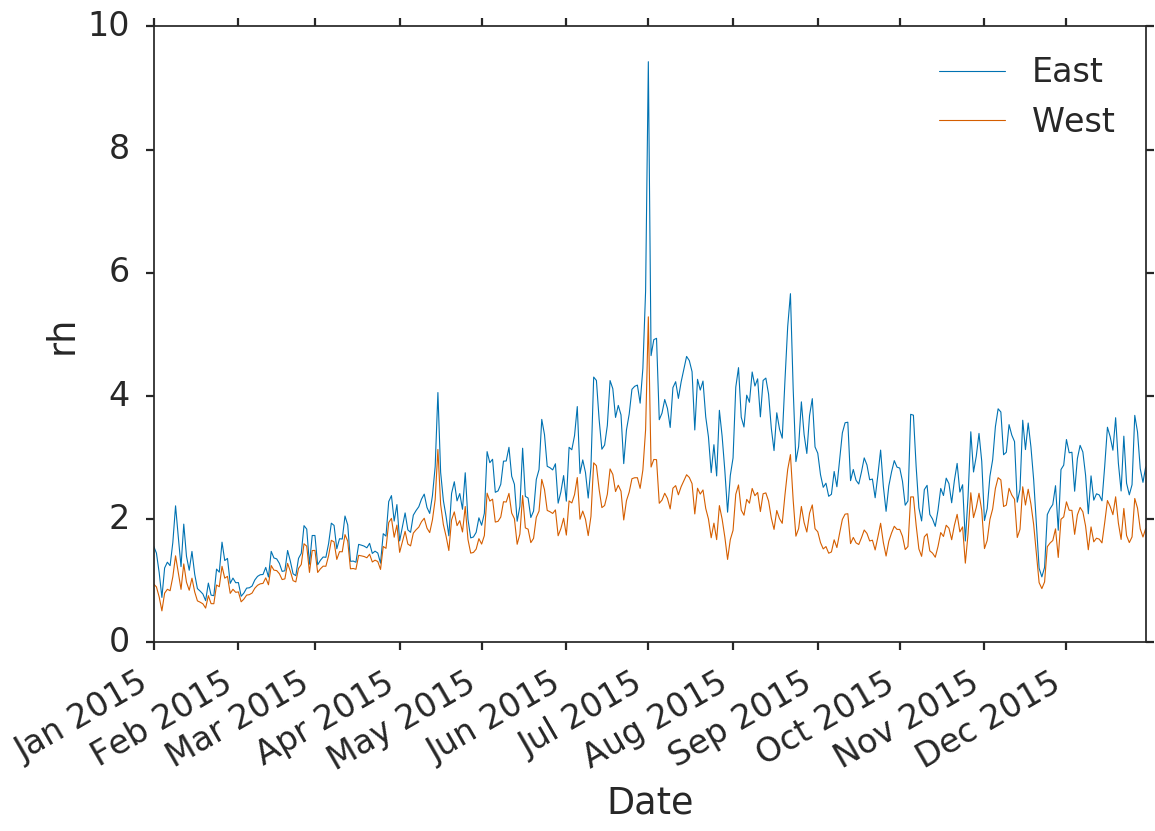 10
8
6
4
2
0
rh
East
West
Jan 2015
Feb 2015
Mar 2015
Apr 2015
May 2015
Jun 2015
Jul 2015
Aug 2015
Sep 2015
Oct 2015
Nov 2015
Dec 2015
Date